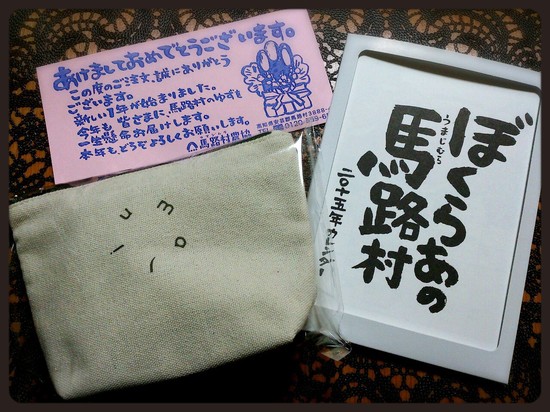 あけましておめでとうございます。
この度のご注文、誠にありがとう
ございます。
新しい1年が始まりました。
今年も皆さまに、馬路村のゆずを
一生懸命お届けします。
本年も、どうぞよろしくお願いします。
馬路村農協
ぼくらあの
うまじむら
馬路村
二〇十五年
um
aj
i